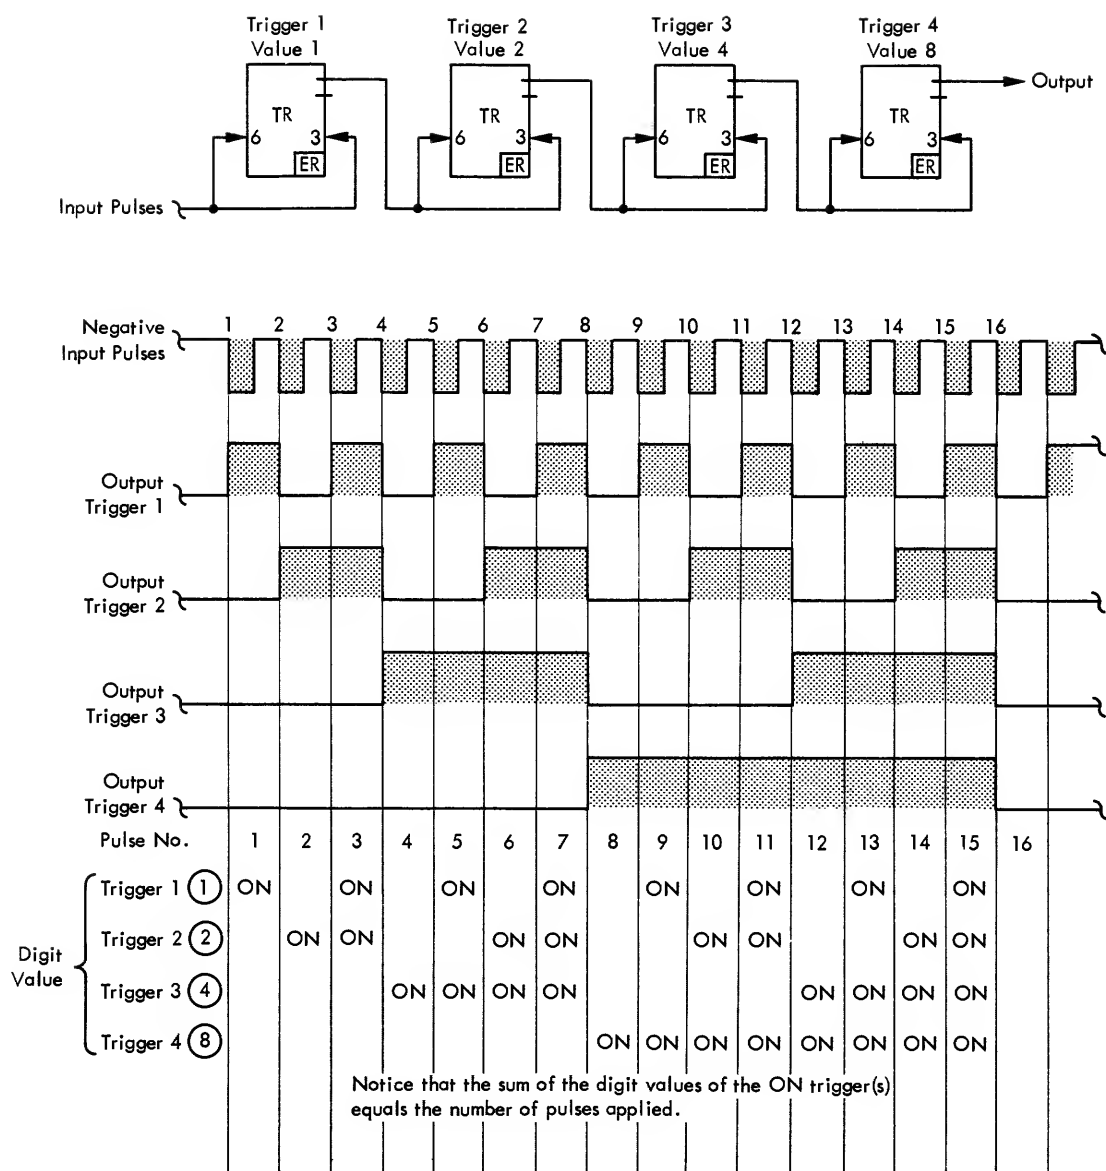 Trigger 1 Trigger 2 Trigger 3 Trigger 4
Value 1 Value 2 Value 4 Value 8
Output
TR TR TR TR
6 3 6 3 6 3 6 3
ER ER ER ER
Input Pulses
Negative
Input Pulses
1 2 3 4 5 6 7 8 9 10 11 12 13 14 15 16
Output
Trigger 1
Output
Trigger 2
Output
Trigger 3
Output
Trigger 4
Pulse No. 1 2 3 4 5 6 7 8 9 10 11 12 13 14 15 16
Digit
Value
Trigger 1 1 ON ON ON ON ON ON ON ON
Trigger 2 2 ON ON ON ON ON ON ON ON
Trigger 3 4 ON ON ON ON ON ON ON ON
Trigger 4 8 ON ON ON ON ON ON ON ON
Notice that the sum of the digit values of the ON trigger(s)
equals the number of pulses applied.